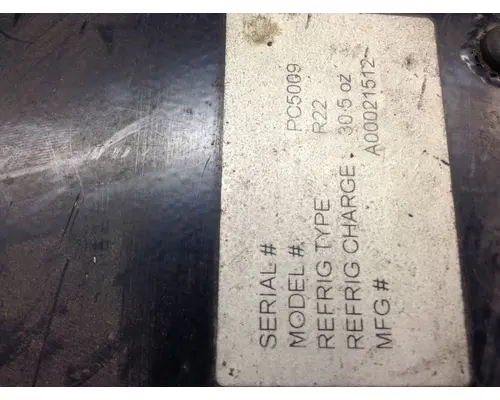 SERIAL #
MODEL #: PC5009
REFRIG TYPE R22
REFRIG CHARGE: 30.5 oz
MFG # A00021512-